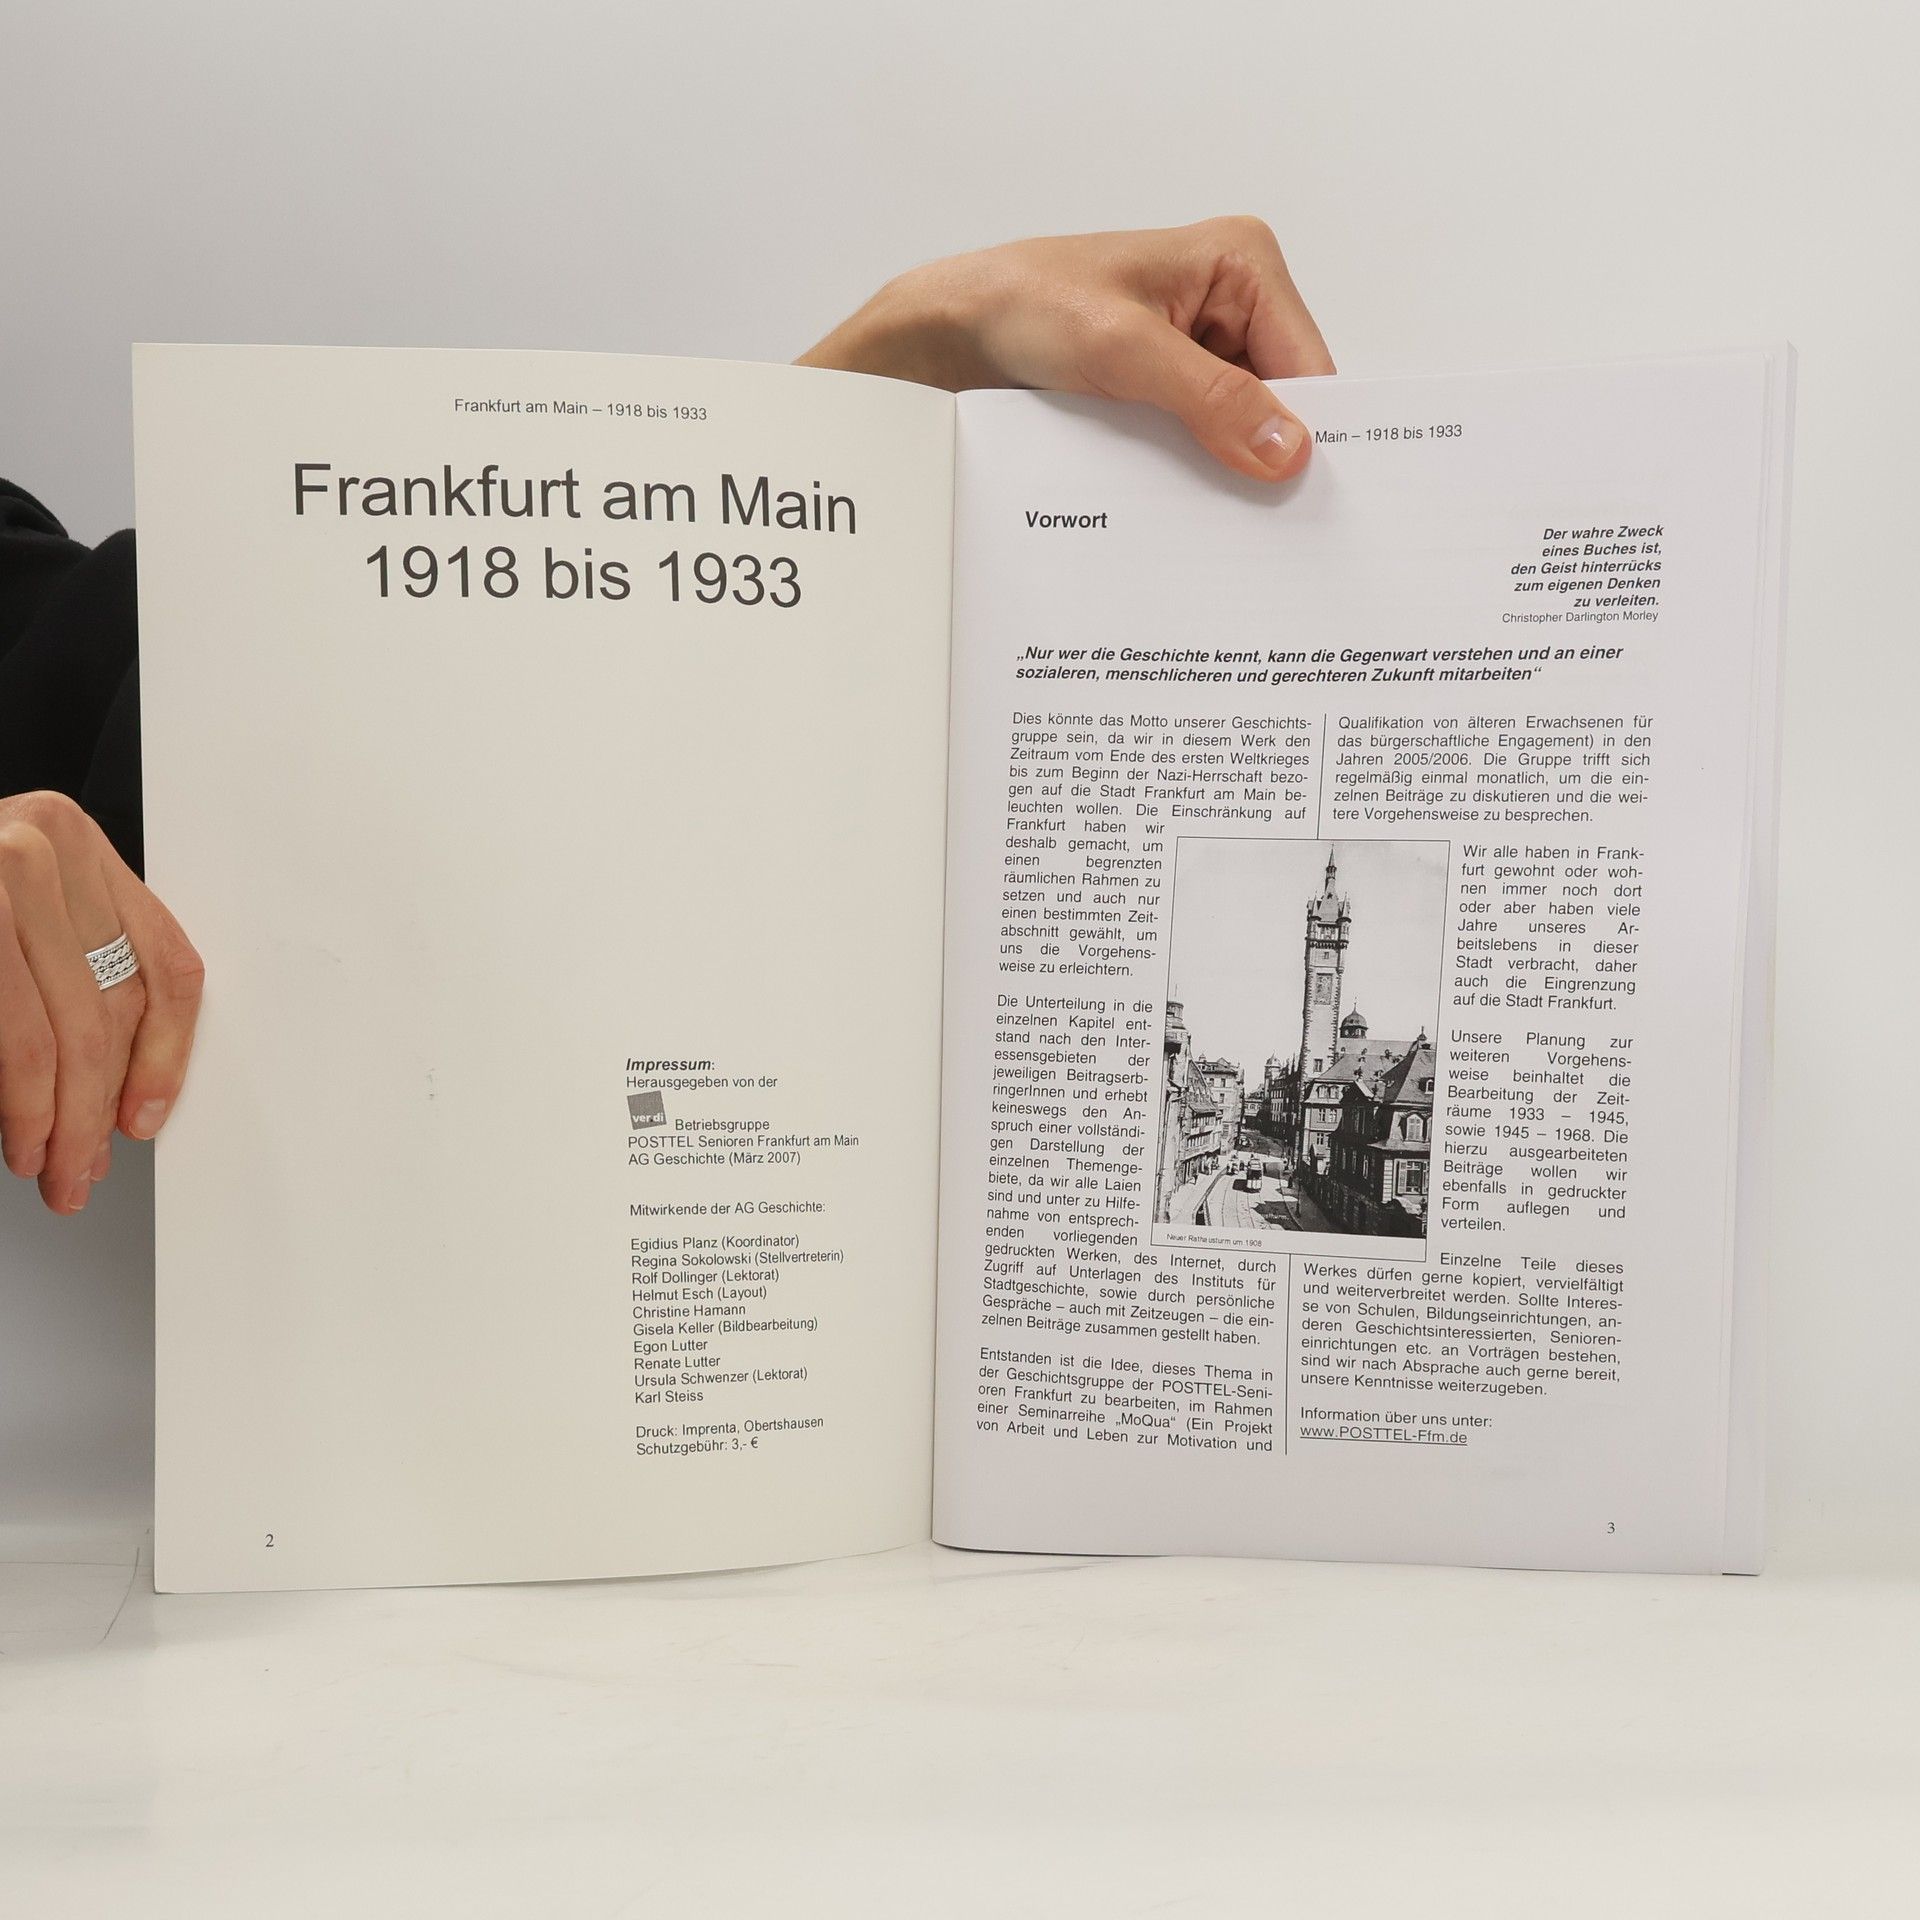 Frankfurt am Main – 1918 bis 1933
Frankfurt am Main
1918 bis 1933
Impressum:
Herausgegeben von der
ver di
Betriebsgruppe
POSTTEL Senioren Frankfurt am Main
AG Geschichte (März 2007)
Mitwirkende der AG Geschichte:
Egidius Planz (Koordinator)
Regina Sokolowski (Stellvertreterin)
Rolf Dollinger (Lektorat)
Helmut Esch (Layout)
Christine Hamann
Gisela Keller (Bildbearbeitung)
Egon Lutter
Renate Lutter
Ursula Schwenzer (Lektorat)
Karl Steiss
Druck: Imprenta, Obertshausen
Schutzgebühr: 3,- €
2
Main – 1918 bis 1933
Vorwort
Der wahre Zweck
eines Buches ist,
den Geist hinterrücks
zum eigenen Denken
zu verleiten.
Christopher Darlington Morley
„Nur wer die Geschichte kennt, kann die Gegenwart verstehen und an einer
sozialeren, menschlicheren und gerechteren Zukunft mitarbeiten“
Dies könnte das Motto unserer Geschichts-
gruppe sein, da wir in diesem Werk den
Zeitraum vom Ende des ersten Weltkrieges
bis zum Beginn der Nazi-Herrschaft bezo-
gen auf die Stadt Frankfurt am Main be-
leuchten wollen. Die Einschränkung auf
Frankfurt haben wir
deshalb gemacht, um
einen begrenzten
räumlichen Rahmen zu
setzen und auch nur
einen bestimmten Zeit-
abschnitt gewählt, um
uns die Vorgehens-
weise zu erleichtern.
Die Unterteilung in die
einzelnen Kapitel ent-
stand nach den Inter-
essensgebieten der
jeweiligen Beitragserb-
ringerInnen und erhebt
keineswegs den An-
spruch einer vollständi-
gen Darstellung der
einzelnen Themenge-
biete, da wir alle Laien
sind und unter zu Hilfe-
nahme von entsprech-
enden vorliegenden
gedruckten Werken, des Internet, durch
Zugriff auf Unterlagen des Instituts für
Stadtgeschichte, sowie durch persönliche
Gespräche – auch mit Zeitzeugen – die ein-
zelnen Beiträge zusammen gestellt haben.
Entstanden ist die Idee, dieses Thema in
der Geschichtsgruppe der POSTTEL-Seni-
oren Frankfurt zu bearbeiten, im Rahmen
einer Seminarreihe „MoQua“ (Ein Projekt
von Arbeit und Leben zur Motivation und
Qualifikation von älteren Erwachsenen für
das bürgerschaftliche Engagement) in den
Jahren 2005/2006. Die Gruppe trifft sich
regelmäßig einmal monatlich, um die ein-
zelnen Beiträge zu diskutieren und die wei-
tere Vorgehensweise zu besprechen.
Wir alle haben in Frank-
furt gewohnt oder woh-
nen immer noch dort
oder aber haben viele
Jahre unseres Ar-
beitslebens in dieser
Stadt verbracht, daher
auch die Eingrenzung
auf die Stadt Frankfurt.
Unsere Planung zur
weiteren Vorgehens-
weise beinhaltet die
Bearbeitung der Zeit-
räume 1933 – 1945,
sowie 1945 – 1968. Die
hierzu ausgearbeiteten
Beiträge wollen wir
ebenfalls in gedruckter
Form auflegen und
verteilen.
Einzelne Teile dieses
Werkes dürfen gerne kopiert, vervielfältigt
und weiterverbreitet werden. Sollte Interes-
se von Schulen, Bildungseinrichtungen, an-
deren Geschichtsinteressierten, Senioren-
einrichtungen etc. an Vorträgen bestehen,
sind wir nach Absprache auch gerne bereit,
unsere Kenntnisse weiterzugeben.
Information über uns unter:
www.POSTTEL-Ffm.de
Neuer Rathausturm um 1908
3